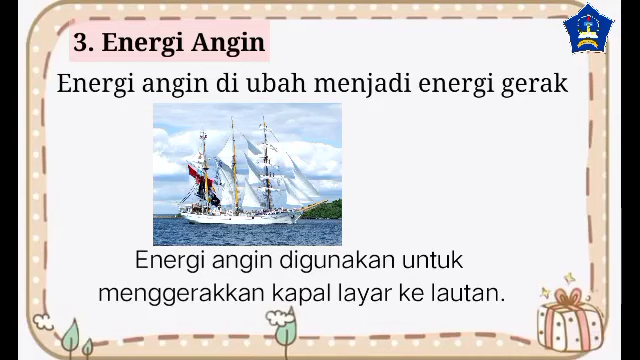 3. Energi Angin
Energi angin di ubah menjadi energi gerak
Energi angin digunakan untuk
menggerakkan kapal layar ke lautan.